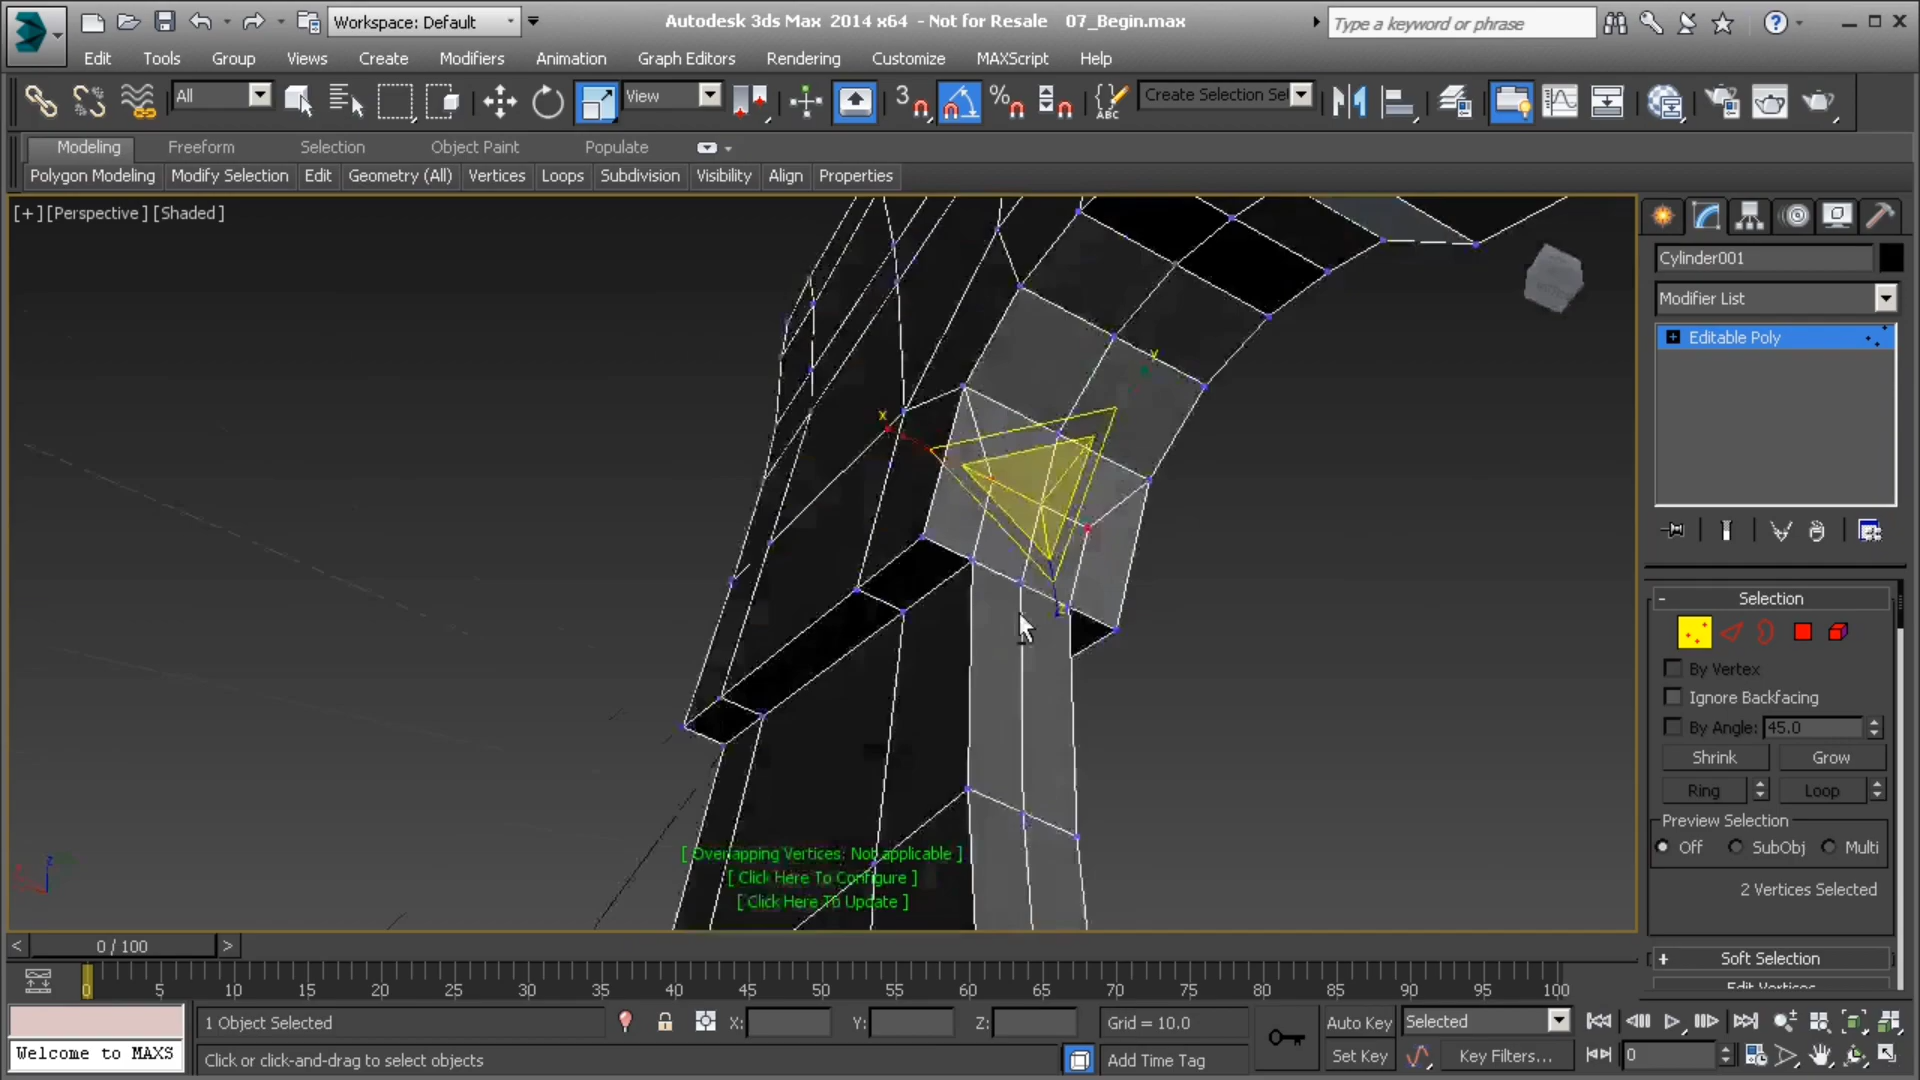 Workspace: Default
Autodesk 3ds Max 2014 x64 - Not for Resale 07_Begin.max
Type a keyword or phrase
Edit Tools Group Views Create Modifiers Animation Graph Editors Rendering Customize MAXScript Help
All
View
3
%
ABC
Create Selection Sel
Modeling Freeform Selection Object Paint Populate
Polygon Modeling Modify Selection Edit Geometry (All) Vertices Loops Subdivision Visibility Align Properties
[+][Perspective][Shaded]
Cylinder001
Modifier List
Editable Poly
x
y
z
Selection
By Vertex
Ignore Backfacing
By Angle: 45.0
Shrink Grow
Ring Loop
Preview Selection
Off SubObj Multi
2 Vertices Selected
[ Overlapping Vertices: Not applicable ]
[ Click Here To Configure ]
[ Click Here To Update ]
< 0 / 100 >
Soft Selection
Edit Vertices
0 5 10 15 20 25 30 35 40 45 50 55 60 65 70 75 80 85 90 95 100
Welcome to MAXS
1 Object Selected
X: Y: Z:
Grid = 10.0
Auto Key Selected
Click or click-and-drag to select objects
Add Time Tag
Set Key Key Filters...
0